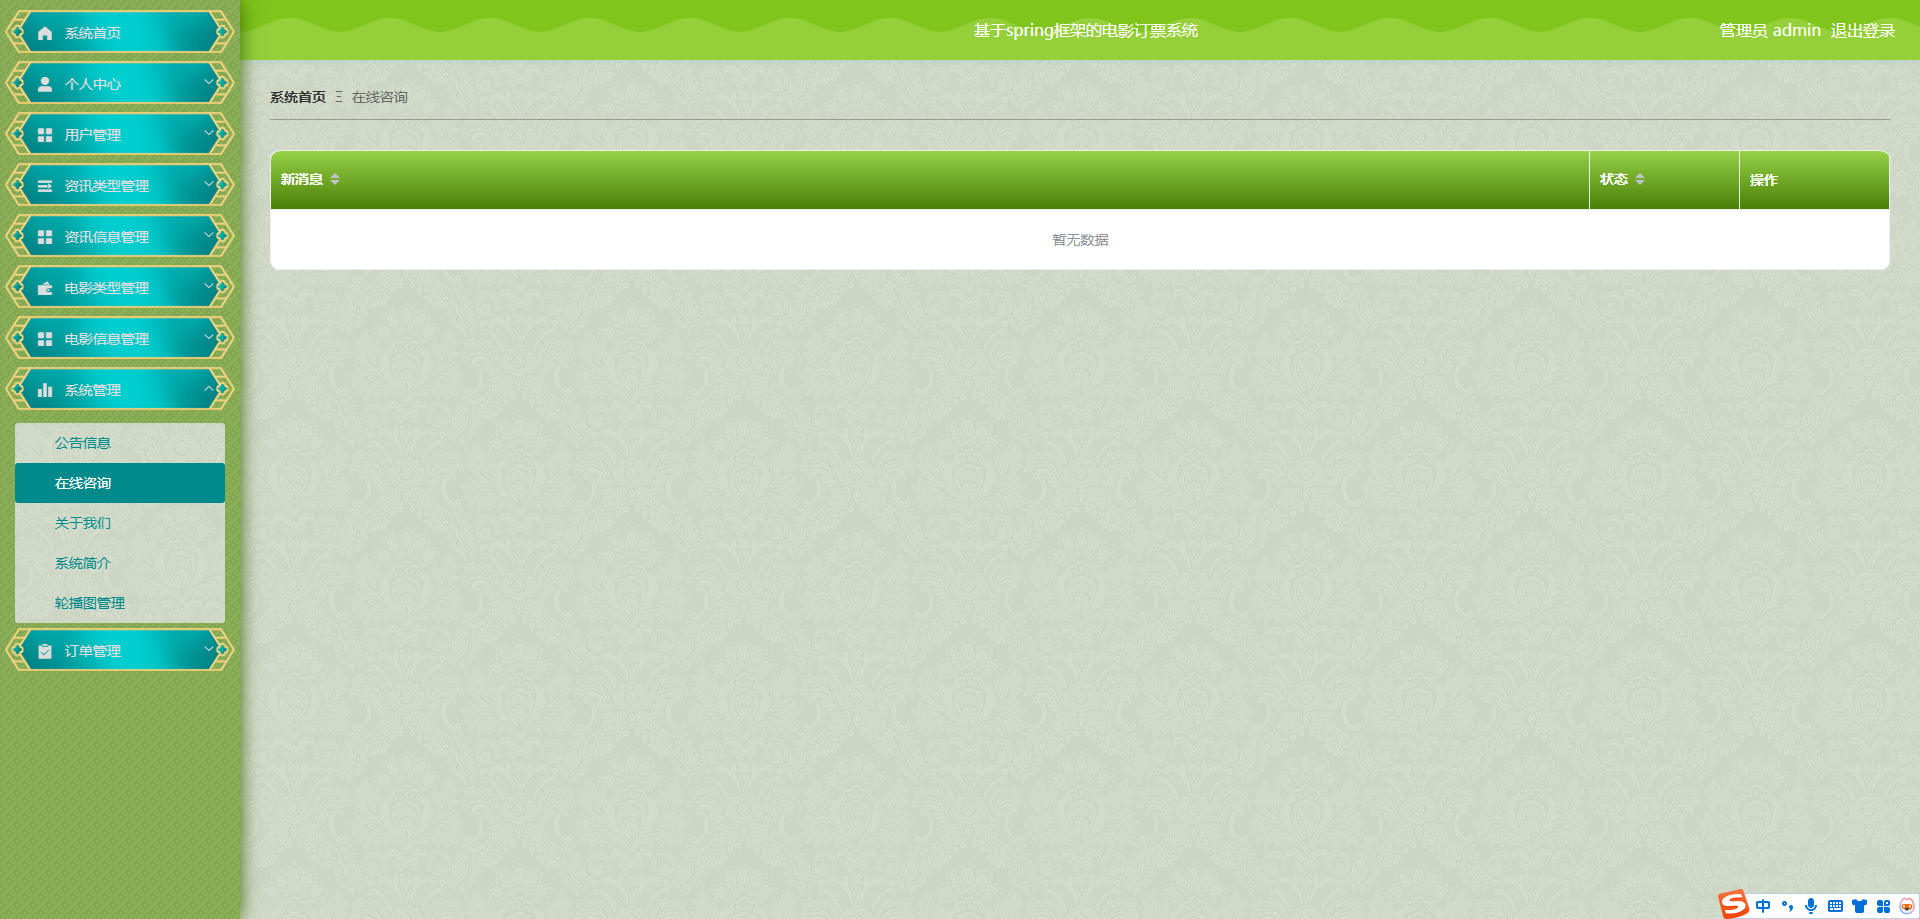 基于spring框架的电影订票系统
管理员 admin 退出登录
系统首页
个人中心
用户管理
资讯类型管理
资讯信息管理
电影类型管理
电影信息管理
系统管理
公告信息
在线咨询
关于我们
系统简介
轮播图管理
订单管理
系统首页 Ξ 在线咨询
新消息 状态 操作
暂无数据
S 中